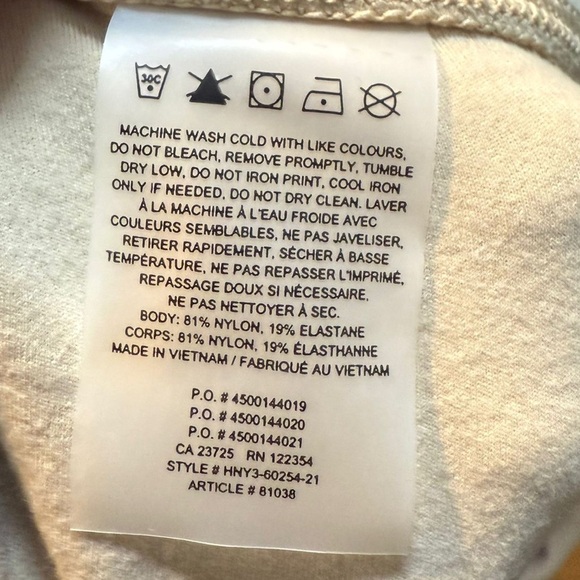 30C
MACHINE WASH COLD WITH LIKE COLOURS,
DO NOT BLEACH, REMOVE PROMPTLY, TUMBLE
DRY LOW, DO NOT IRON PRINT, COOL IRON
ONLY IF NEEDED, DO NOT DRY CLEAN. LAVER
À LA MACHINE À L'EAU FROIDE AVEC
COULEURS SEMBLABLES, NE PAS JAVELISER,
RETIRER RAPIDEMENT, SÉCHER À BASSE
TEMPÉRATURE, NE PAS REPASSER L'IMPRIMÉ,
REPASSAGE DOUX SI NÉCESSAIRE,
NE PAS NETTOYER À SEC.
BODY: 81% NYLON, 19% ELASTANE
CORPS: 81% NYLON, 19% ÉLASTHANNE
MADE IN VIETNAM / FABRIQUÉ AU VIETNAM
P.O. # 4500144019
P.O. # 4500144020
P.O. # 4500144021
CA 23725 RN 122354
STYLE # HNY3-60254-21
ARTICLE # 81038